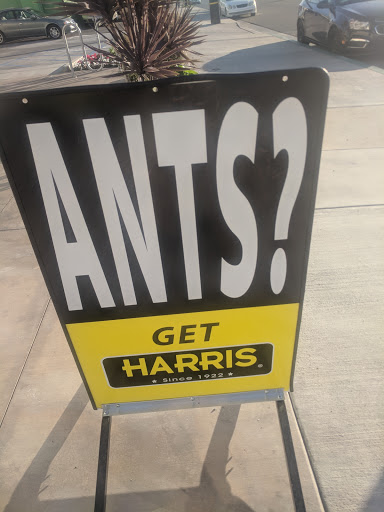 ANTS?
GET
HARRIS®
★ Since 1922 ★